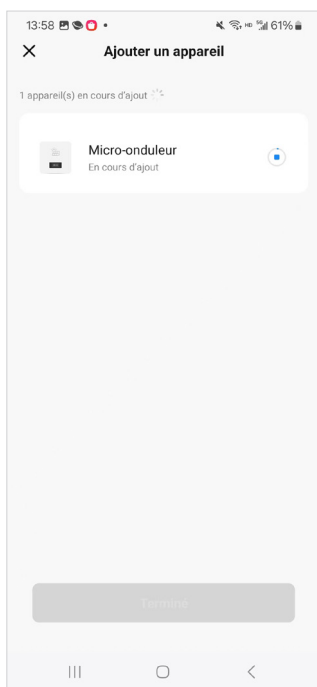 13:58
61%
Ajouter un appareil
1 appareil(s) en cours d'ajout
Micro-onduleur
En cours d'ajout
Terminé